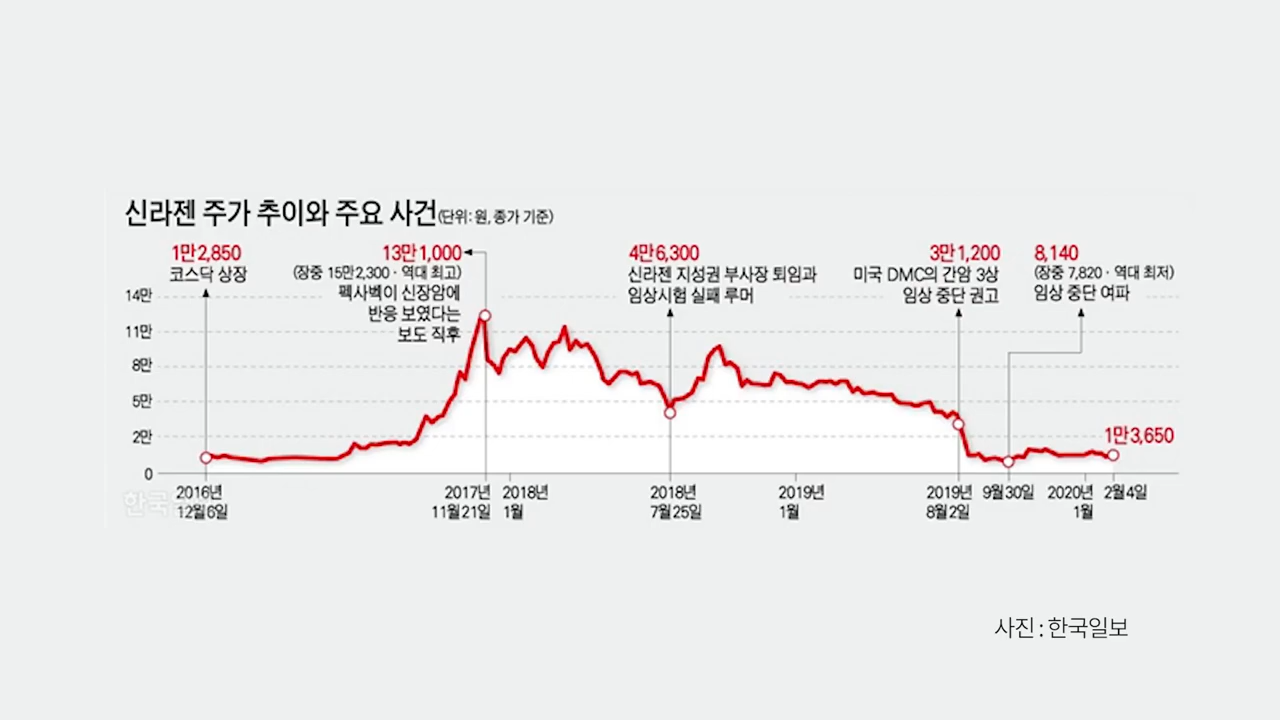 신라젠 주가 추이와 주요 사건(단위: 원, 종가 기준)
1만2,850
코스닥 상장
13만1,000
(장중 15만2,300·역대 최고)
펙사벡이 신장암에
반응 보였다는
보도 직후
4만6,300
신라젠 지성권 부사장 퇴임과
임상시험 실패 루머
3만1,200
미국 DMC의 간암 3상
임상 중단 권고
8,140
(장중 7,820·역대 최저)
임상 중단 여파
14만
11만
8만
5만
2만
0
1만3,650
2016년
12월6일
2017년
11월21일
2018년
1월
2018년
7월25일
2019년
1월
2019년
8월2일
9월30일
2020년
1월
2월4일
사진 : 한국일보